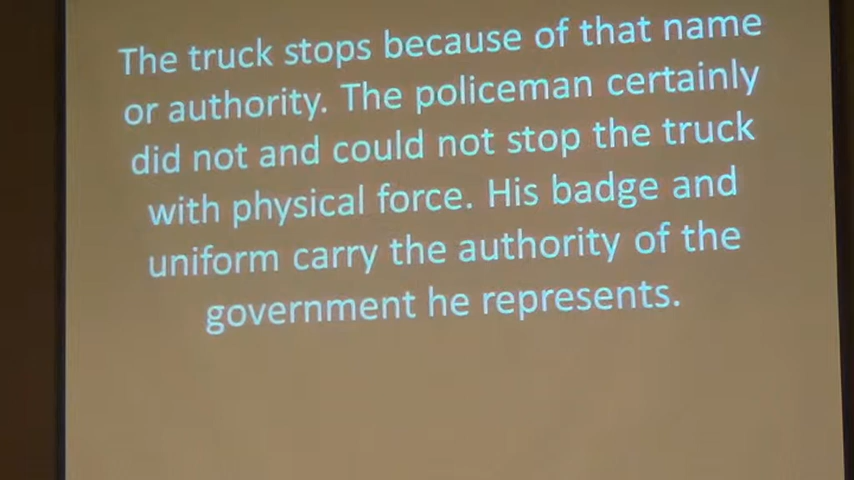 The truck stops because of that name
or authority. The policeman certainly
did not and could not stop the truck
with physical force. His badge and
uniform carry the authority of the
government he represents.